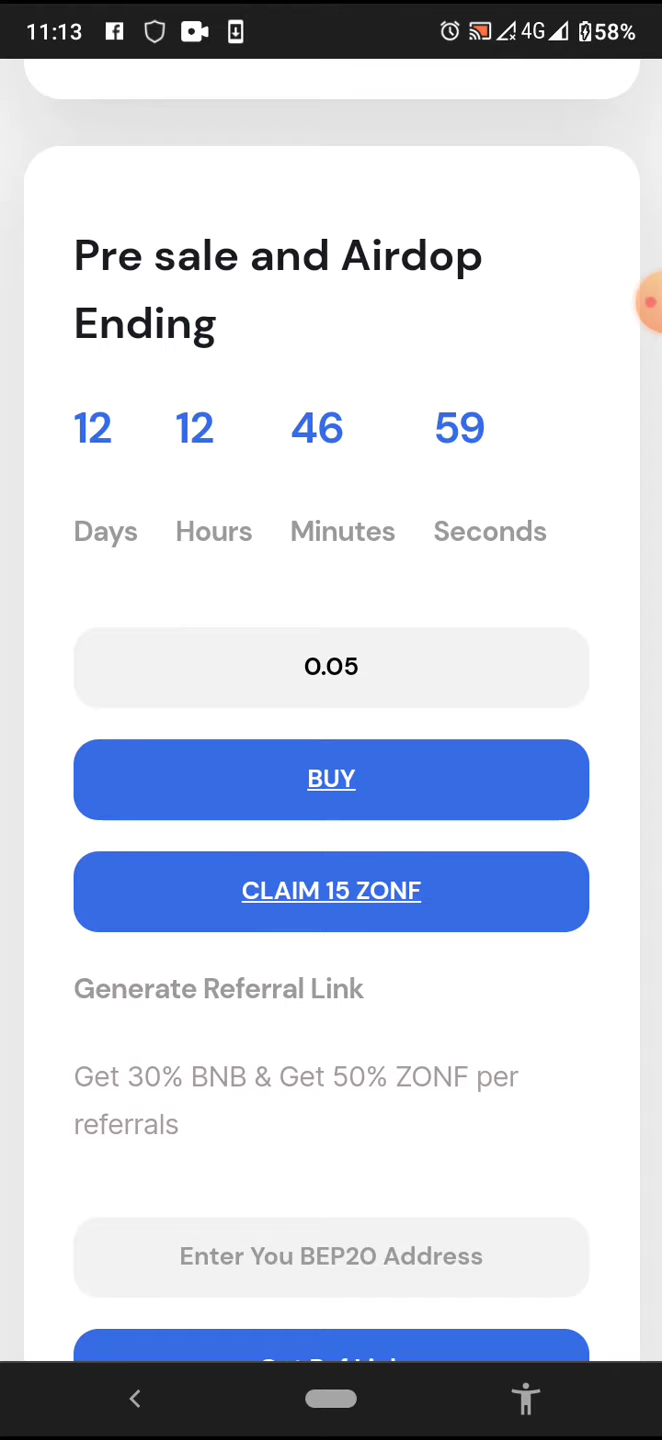 11:13 4G 58%
Pre sale and Airdop
Ending
12 12 46 59
Days Hours Minutes Seconds
0.05
BUY
CLAIM 15 ZONF
Generate Referral Link
Get 30% BNB & Get 50% ZONF per
referrals
Enter You BEP20 Address